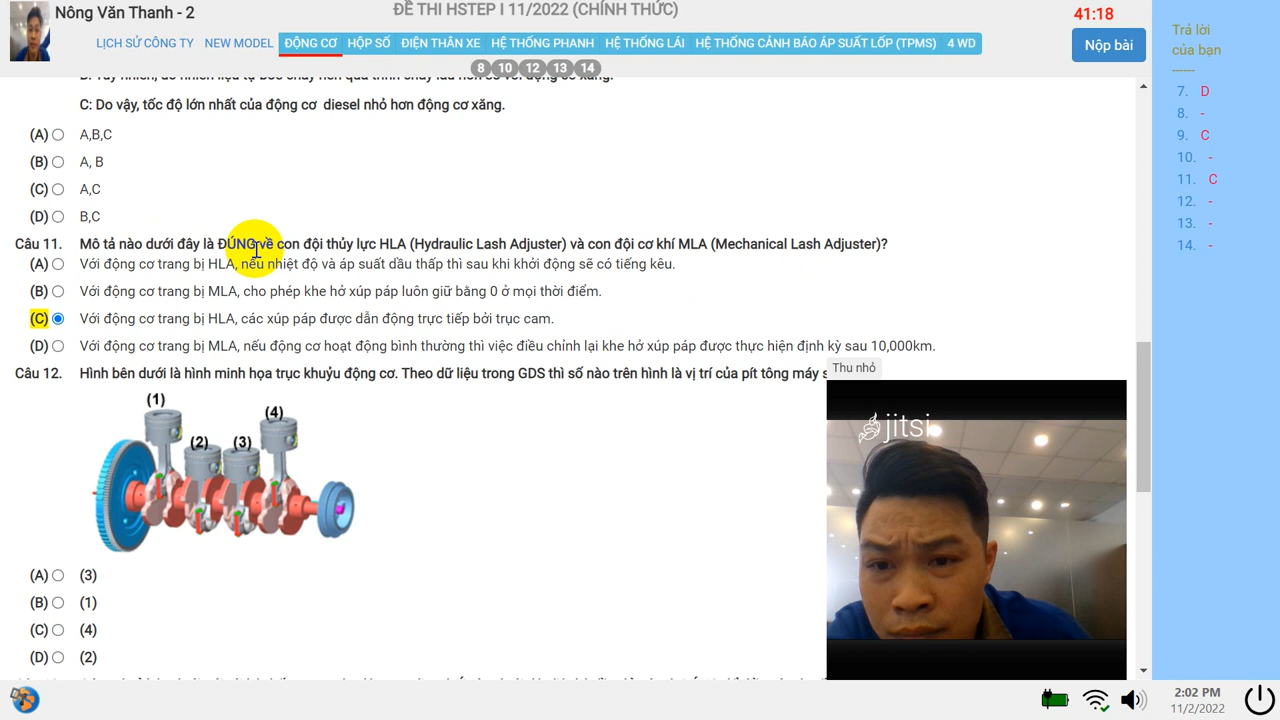 Nông Văn Thanh - 2
ĐỀ THI HSTEP I 11/2022 (CHÍNH THỨC)
41:18
Nộp bài
LỊCH SỬ CÔNG TY NEW MODEL ĐỘNG CƠ HỘP SỐ ĐIỆN THÂN XE HỆ THỐNG PHANH HỆ THỐNG LÁI HỆ THỐNG CẢNH BÁO ÁP SUẤT LỐP (TPMS) 4 WD
8 10 12 13 14
C: Do vậy, tốc độ lớn nhất của động cơ diesel nhỏ hơn động cơ xăng.
(A) A,B,C
(B) A, B
(C) A,C
(D) B,C
Câu 11. Mô tả nào dưới đây là ĐÚNG về con đội thủy lực HLA (Hydraulic Lash Adjuster) và con đội cơ khí MLA (Mechanical Lash Adjuster)?
(A) Với động cơ trang bị HLA, nếu nhiệt độ và áp suất dầu thấp thì sau khi khởi động sẽ có tiếng kêu.
(B) Với động cơ trang bị MLA, cho phép khe hở xúp páp luôn giữ bằng 0 ở mọi thời điểm.
(C) Với động cơ trang bị HLA, các xúp páp được dẫn động trực tiếp bởi trục cam.
(D) Với động cơ trang bị MLA, nếu động cơ hoạt động bình thường thì việc điều chỉnh lại khe hở xúp páp được thực hiện định kỳ sau 10,000km.
Câu 12. Hình bên dưới là hình minh họa trục khuỷu động cơ. Theo dữ liệu trong GDS thì số nào trên hình là vị trí của pít tông máy
(1)
(2)
(3)
(4)
(A) (3)
(B) (1)
(C) (4)
(D) (2)
Thu nhỏ
jitsi
Trả lời
của bạn
------
7. D
8. -
9. C
10. -
11. C
12. -
13. -
14. -
2:02 PM
11/2/2022